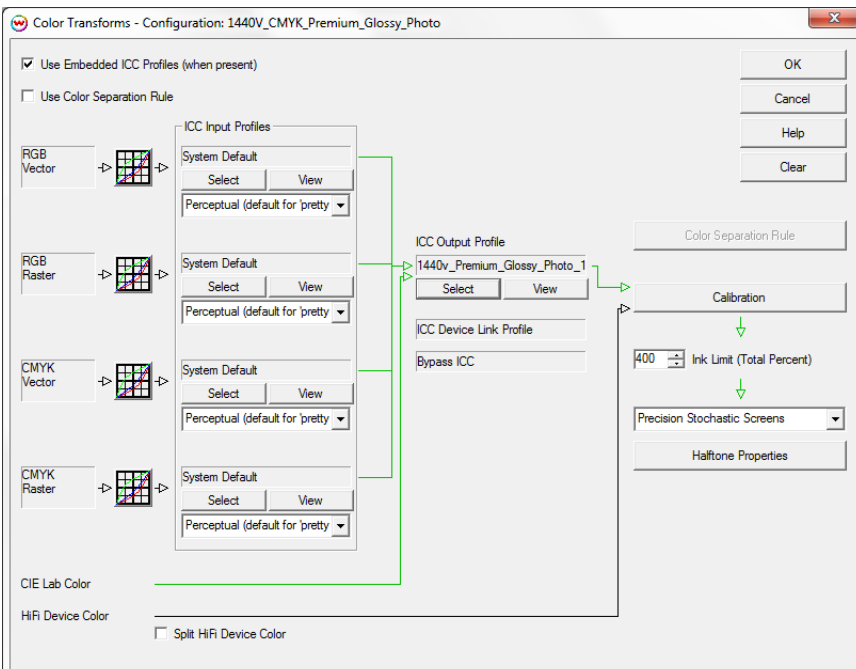 Color Transforms - Configuration: 1440V_CMYK_Premium_Glossy_Photo
Use Embedded ICC Profiles (when present)
Use Color Separation Rule
OK
Cancel
Help
Clear
ICC Input Profiles
RGB
Vector
System Default
Select View
Perceptual (default for 'pretty
RGB
Raster
System Default
Select View
Perceptual (default for 'pretty
CMYK
Vector
System Default
Select View
Perceptual (default for 'pretty
CMYK
Raster
System Default
Select View
Perceptual (default for 'pretty
ICC Output Profile
1440v_Premium_Glossy_Photo_1
Select View
ICC Device Link Profile
Bypass ICC
Color Separation Rule
Calibration
400 Ink Limit (Total Percent)
Precision Stochastic Screens
Halftone Properties
CIE Lab Color
HiFi Device Color
Split HiFi Device Color